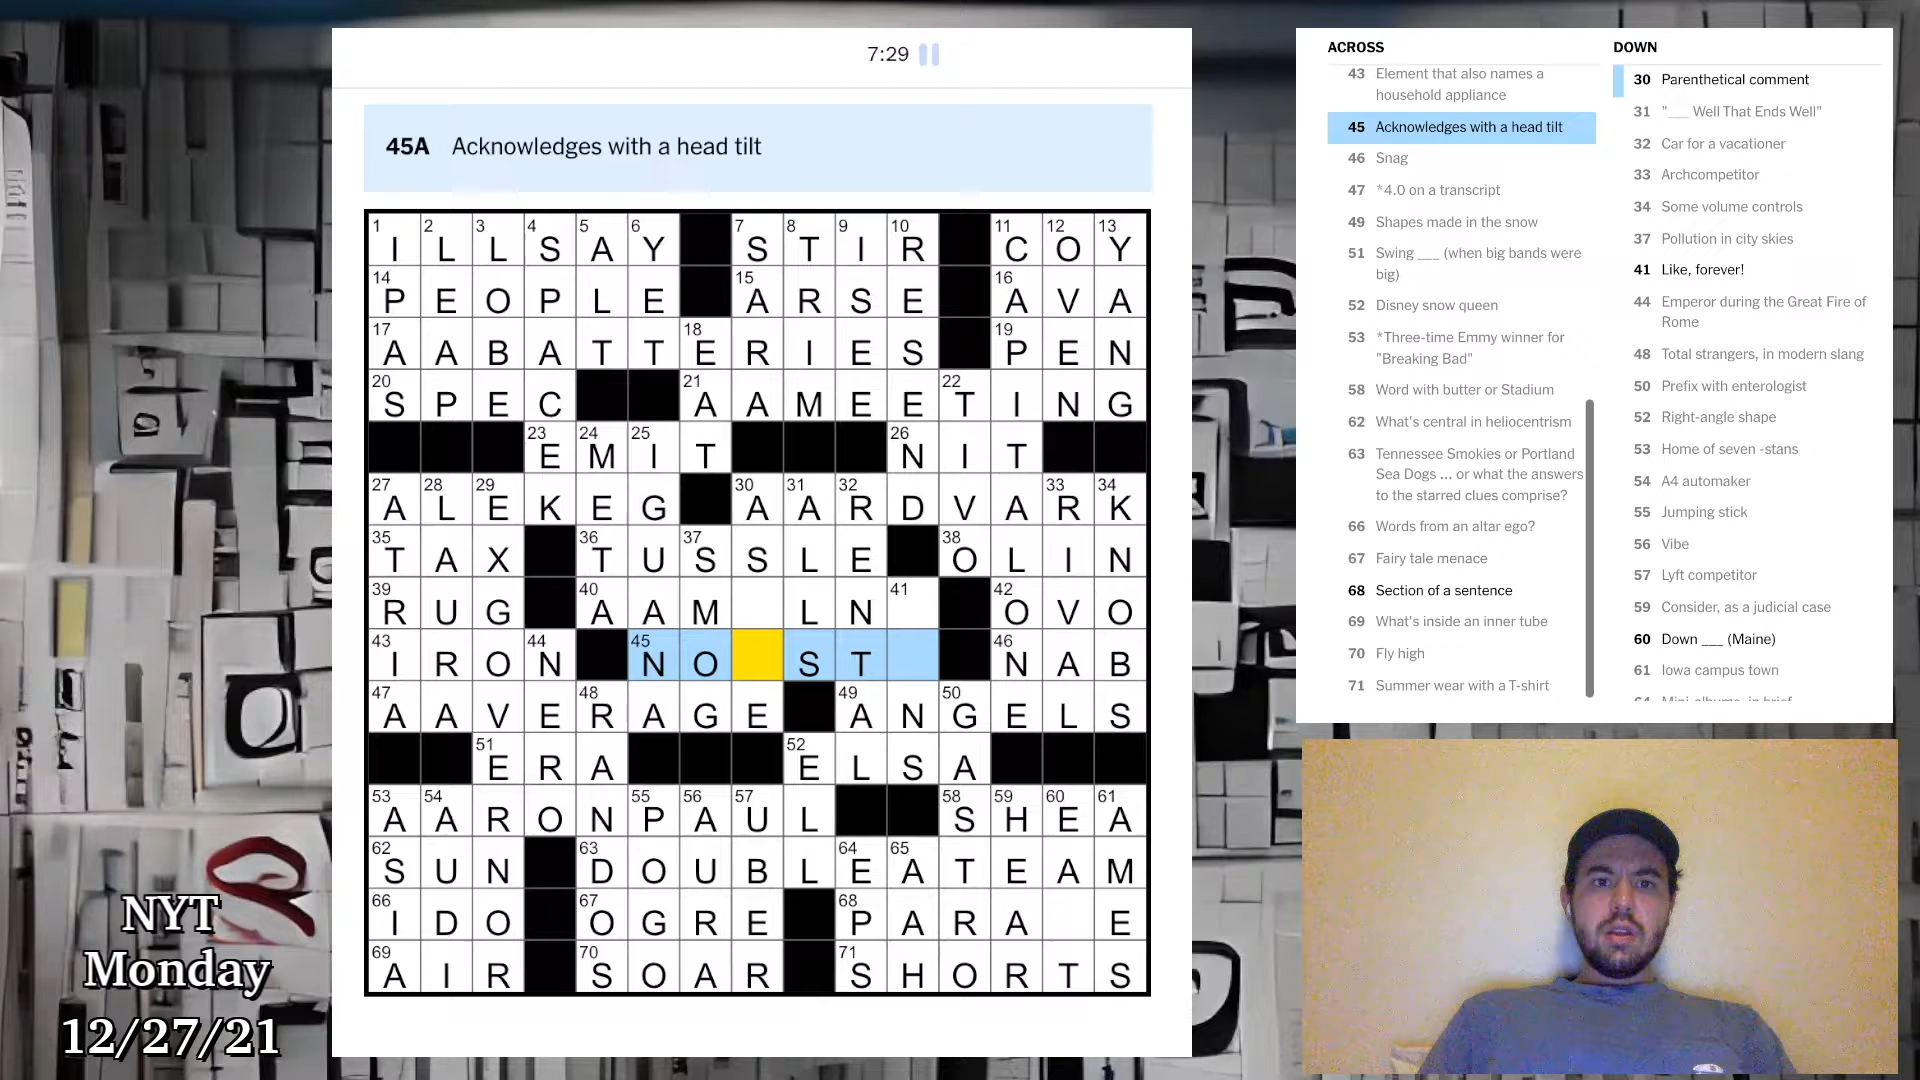 7:29
45A Acknowledges with a head tilt
1 I 2 L 3 L 4 S 5 A 6 Y 7 S 8 T 9 I 10 R 11 C 12 O 13 Y
14 P E O P L E 15 A R S E 16 A V A
17 A A B A T T 18 E R I E S 19 P E N
20 S P E C 21 A A M E E 22 T I N G
23 E 24 M 25 I T 26 N I T
27 A 28 L 29 E K E G 30 A 31 A 32 R D V A 33 R 34 K
35 T A X 36 T U 37 S S L E 38 O L I N
39 R U G 40 A A M L N 41 42 O V O
43 I R O 44 N 45 N O S T 46 N A B
47 A A V E 48 R A G E 49 A N 50 G E L S
51 E R A 52 E L S A
53 A 54 A R O N 55 P 56 A 57 U L 58 S 59 H 60 E 61 A
62 S U N 63 D O U B L 64 E 65 A T E A M
66 I D O 67 O G R E 68 P A R A E
69 A I R 70 S O A R 71 S H O R T S
ACROSS
43 Element that also names a
household appliance
45 Acknowledges with a head tilt
46 Snag
47 *4.0 on a transcript
49 Shapes made in the snow
51 Swing ___ (when big bands were
big)
52 Disney snow queen
53 *Three-time Emmy winner for
"Breaking Bad"
58 Word with butter or Stadium
62 What's central in heliocentrism
63 Tennessee Smokies or Portland
Sea Dogs ... or what the answers
to the starred clues comprise?
66 Words from an altar ego?
67 Fairy tale menace
68 Section of a sentence
69 What's inside an inner tube
70 Fly high
71 Summer wear with a T-shirt
DOWN
30 Parenthetical comment
31 "___ Well That Ends Well"
32 Car for a vacationer
33 Archcompetitor
34 Some volume controls
37 Pollution in city skies
41 Like, forever!
44 Emperor during the Great Fire of
Rome
48 Total strangers, in modern slang
50 Prefix with enterologist
52 Right-angle shape
53 Home of seven -stans
54 A4 automaker
55 Jumping stick
56 Vibe
57 Lyft competitor
59 Consider, as a judicial case
60 Down ___ (Maine)
61 Iowa campus town
NYT
Monday
12/27/21